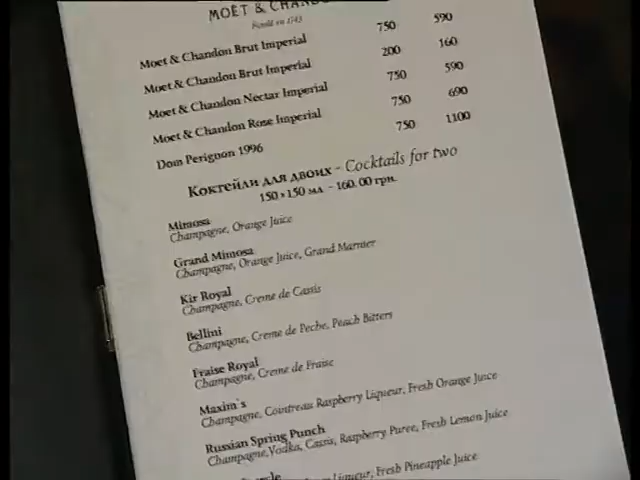 MOËT & CHANDON
Fondé en 1743
Moet & Chandon Brut Imperial 750 590
Moet & Chandon Brut Imperial 200 160
Moet & Chandon Nectar Imperial 750 590
Moet & Chandon Rose Imperial 750 690
Dom Perignon 1996 750 1100
Коктейли для двоих - Cocktails for two
150 × 150 мл - 160. 00 грн.
Mimosa
Champagne, Orange Juice
Grand Mimosa
Champagne, Orange Juice, Grand Marnier
Kir Royal
Champagne, Creme de Cassis
Bellini
Champagne, Creme de Peche, Peach Bitters
Fraise Royal
Champagne, Creme de Fraise
Maxim`s
Champagne, Cointreau Raspberry Liqueur, Fresh Orange Juice
Russian Spring Punch
Champagne, Vodka, Cassis, Raspberry Puree, Fresh Lemon Juice
Liqueur, Fresh Pineapple Juice